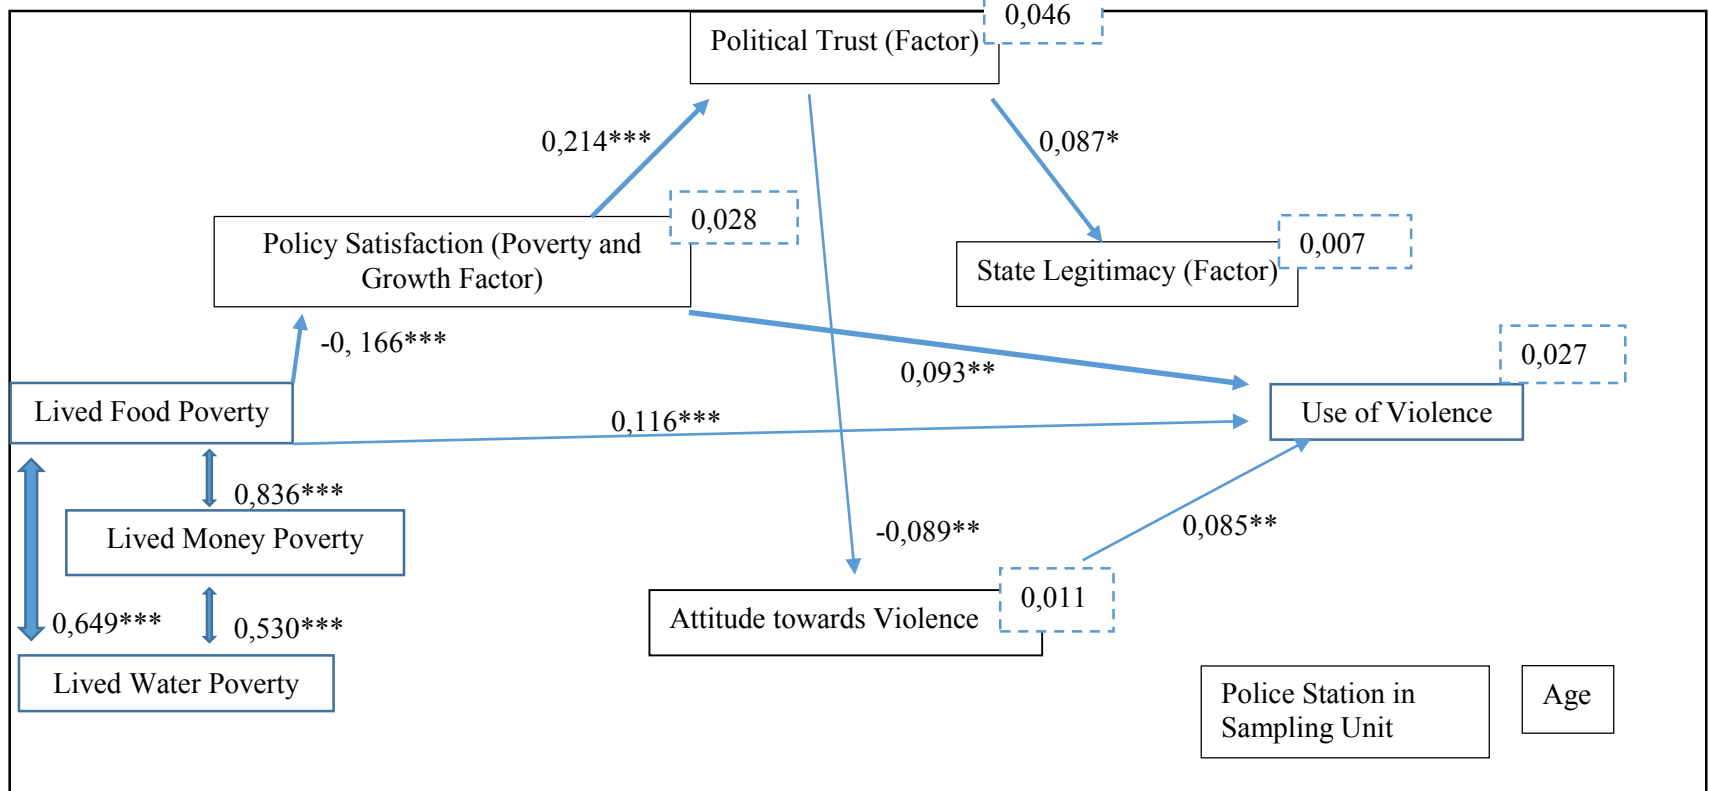 0,046
Political Trust (Factor)
0,214***
0,087*
0,028
Policy Satisfaction (Poverty and
Growth Factor)
0,007
State Legitimacy (Factor)
-0, 166***
0,093**
0,027
Lived Food Poverty
0,116***
Use of Violence
0,836***
Lived Money Poverty
-0,089**
0,085**
0,649***
0,530***
0,011
Attitude towards Violence
Lived Water Poverty
Police Station in
Sampling Unit
Age